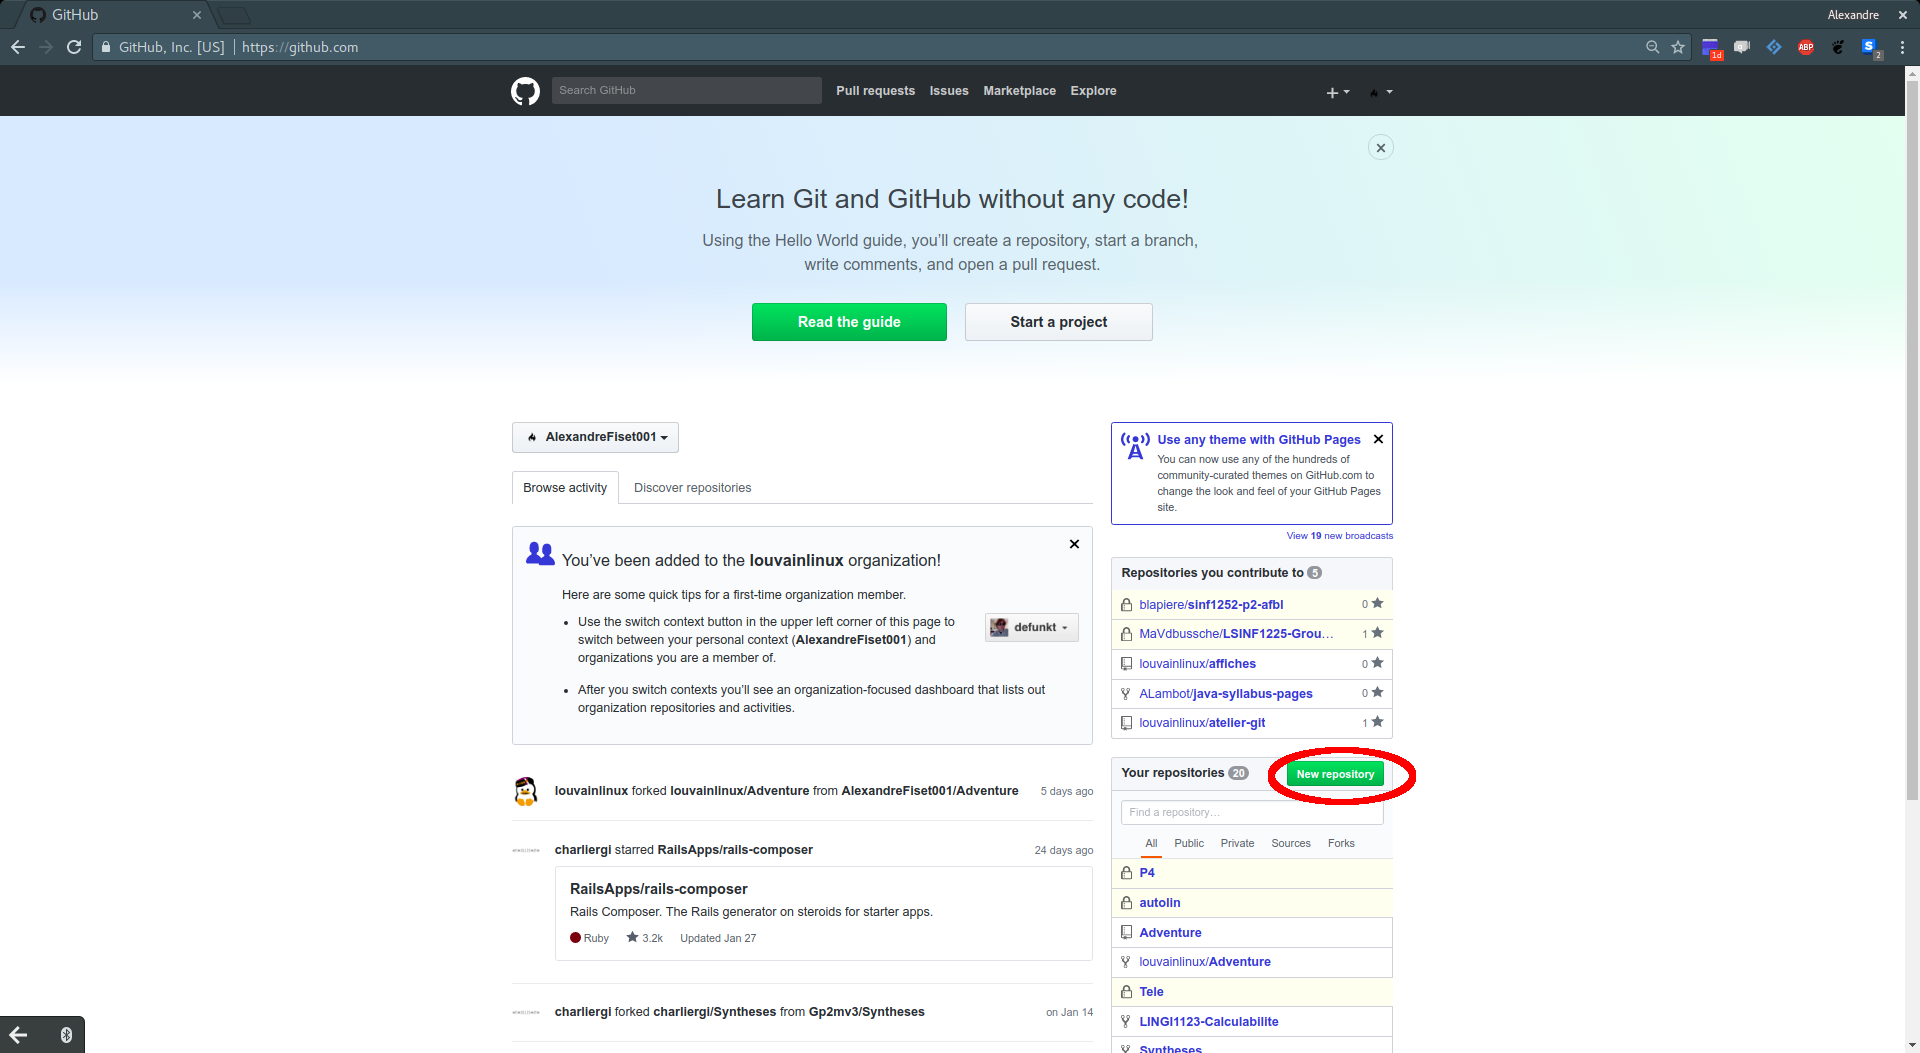 GitHub
Alexandre
GitHub, Inc. [US] | https://github.com
1d
ABP
S
2
Search GitHub
Pull requests
Issues
Marketplace
Explore
Learn Git and GitHub without any code!
Using the Hello World guide, you’ll create a repository, start a branch,
write comments, and open a pull request.
Read the guide
Start a project
AlexandreFiset001
Browse activity
Discover repositories
You’ve been added to the louvainlinux organization!
Here are some quick tips for a first-time organization member.
• Use the switch context button in the upper left corner of this page to
switch between your personal context (AlexandreFiset001) and
organizations you are a member of.
defunkt
• After you switch contexts you’ll see an organization-focused dashboard that lists out
organization repositories and activities.
louvainlinux forked louvainlinux/Adventure from AlexandreFiset001/Adventure
5 days ago
charliergi starred RailsApps/rails-composer
24 days ago
RailsApps/rails-composer
Rails Composer. The Rails generator on steroids for starter apps.
Ruby
3.2k
Updated Jan 27
charliergi forked charliergi/Syntheses from Gp2mv3/Syntheses
on Jan 14
Use any theme with GitHub Pages
You can now use any of the hundreds of
community-curated themes on GitHub.com to
change the look and feel of your GitHub Pages
site.
View 19 new broadcasts
Repositories you contribute to 5
blapiere/sinf1252-p2-afbl 0
MaVdbussche/LSINF1225-Grou… 1
louvainlinux/affiches 0
ALambot/java-syllabus-pages 0
louvainlinux/atelier-git 1
Your repositories 20
New repository
Find a repository…
All
Public
Private
Sources
Forks
P4
autolin
Adventure
louvainlinux/Adventure
Tele
LINGI1123-Calculabilite
Syntheses